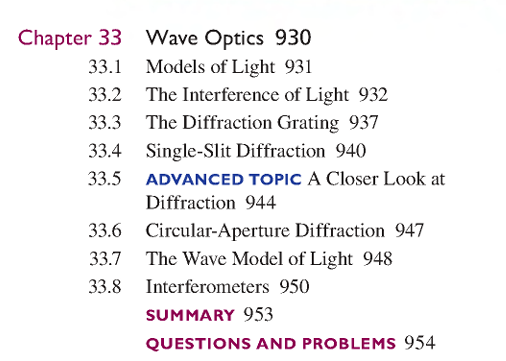 Chapter 33 Wave Optics 930
33.1 Models of Light 931
33.2 The Interference of Light 932
33.3 The Diffraction Grating 937
33.4 Single-Slit Diffraction 940
33.5 ADVANCED TOPIC A Closer Look at
Diffraction 944
33.6 Circular-Aperture Diffraction 947
33.7 The Wave Model of Light 948
33.8 Interferometers 950
SUMMARY 953
QUESTIONS AND PROBLEMS 954